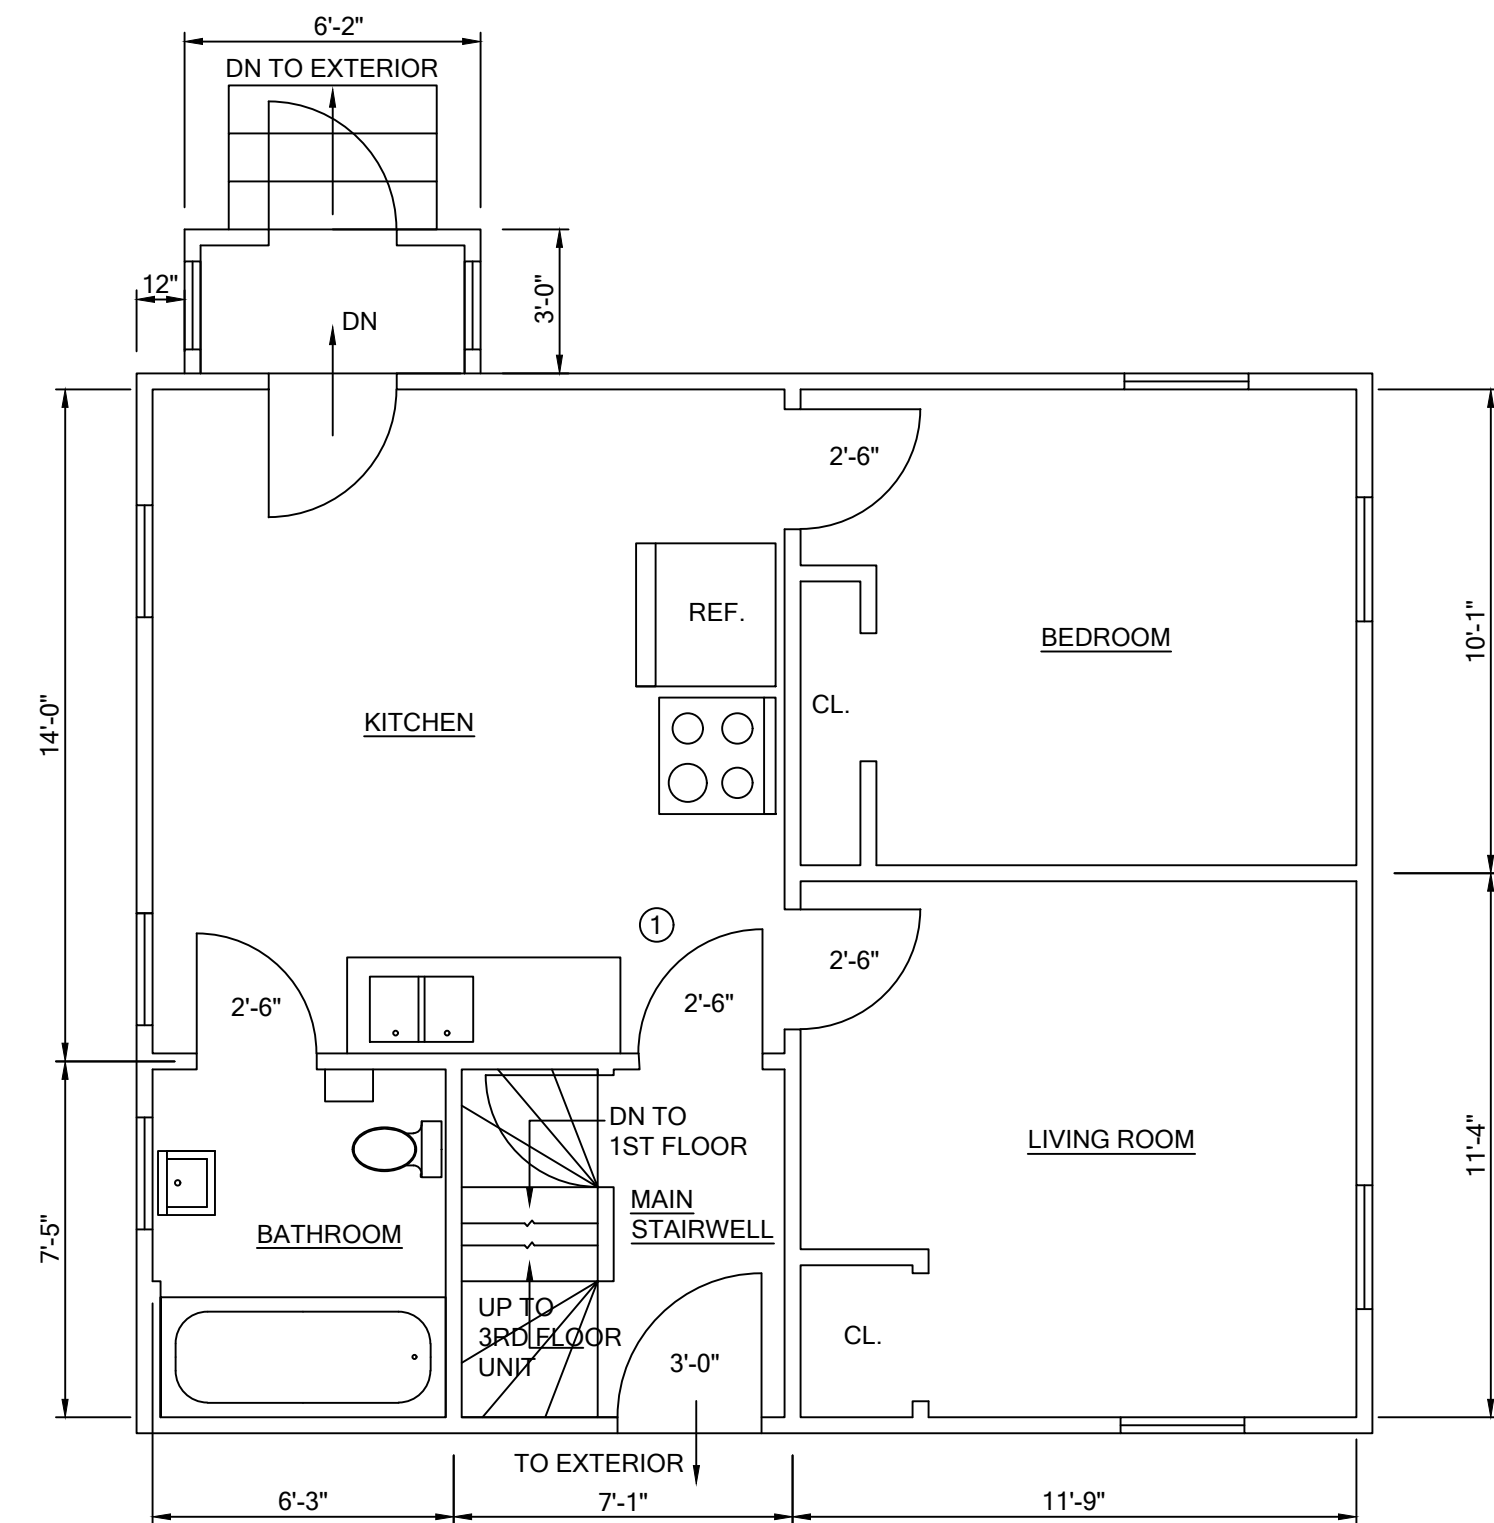 6'-2"
DN TO EXTERIOR
12"
3'-0"
DN
2'-6"
REF.
BEDROOM
10'-1"
CL.
14'-0"
KITCHEN
1
2'-6"
2'-6"
2'-6"
DN TO
1ST FLOOR
LIVING ROOM
11'-4"
MAIN
STAIRWELL
7'-5"
BATHROOM
UP TO
3RD FLOOR
UNIT
3'-0"
CL.
TO EXTERIOR
6'-3"
7'-1"
11'-9"